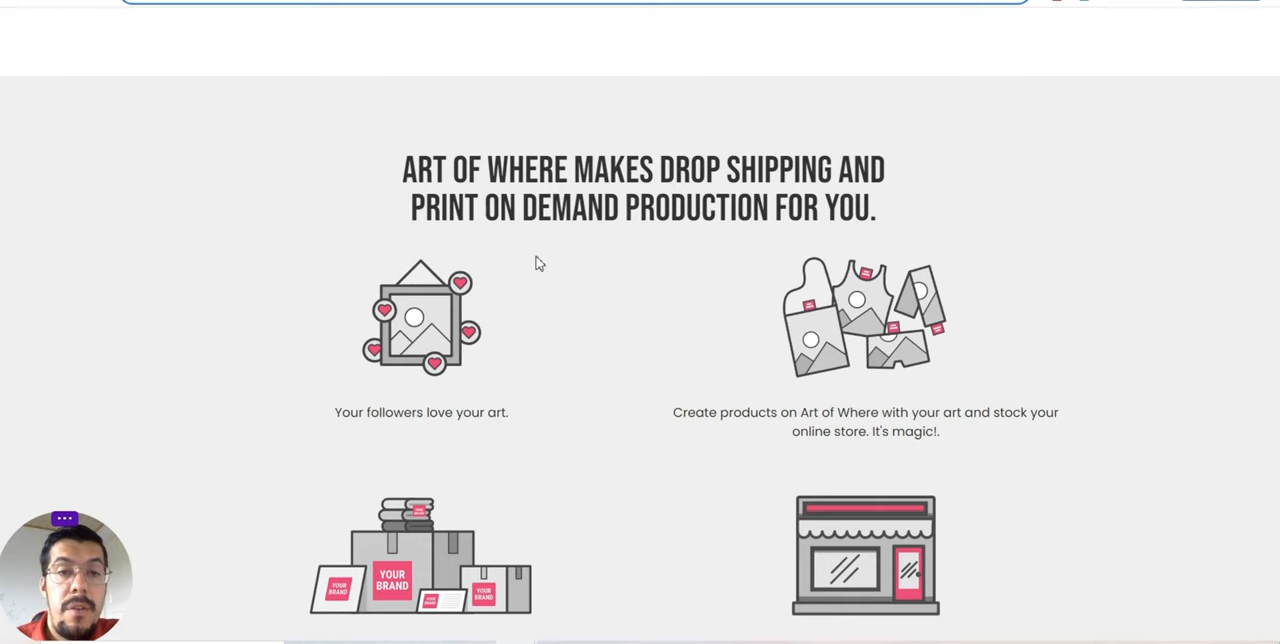 ART OF WHERE MAKES DROP SHIPPING AND
PRINT ON DEMAND PRODUCTION FOR YOU.
Your followers love your art.
Create products on Art of Where with your art and stock your
online store. It's magic!.
YOUR
BRAND
YOUR
BRAND
YOUR
BRAND